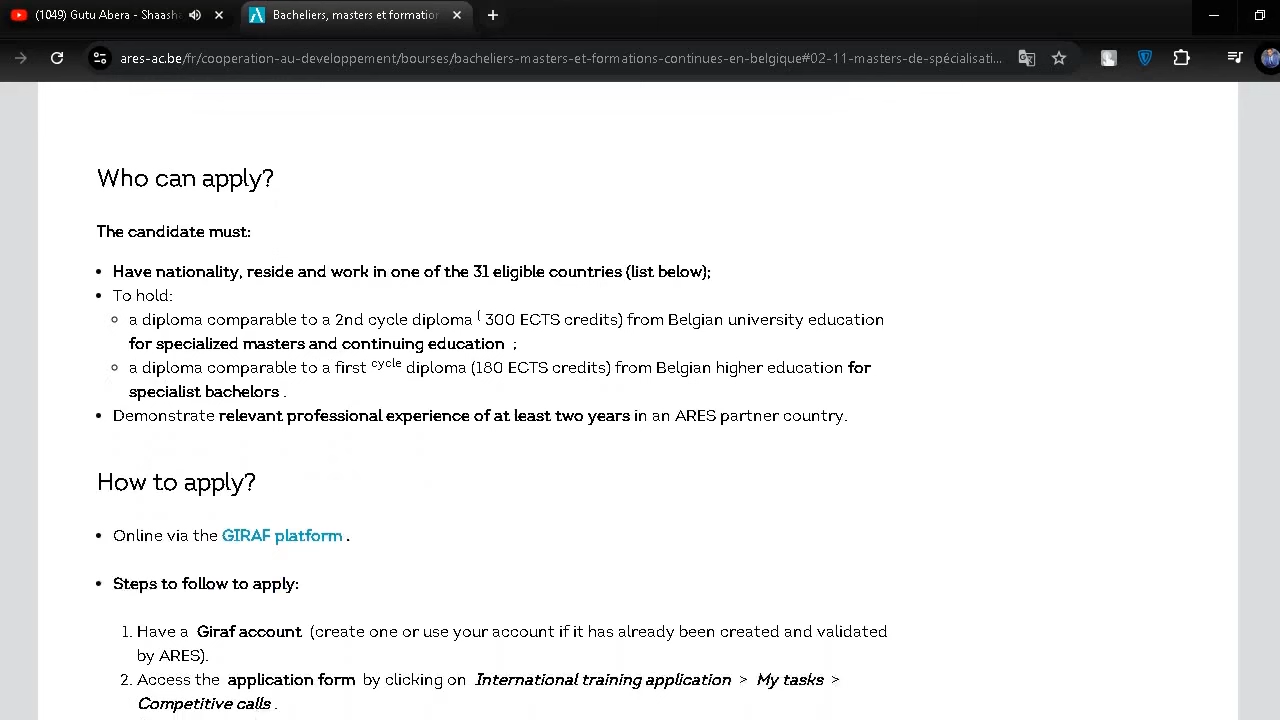 (1049) Gutu Abera - Shaasha
Bacheliers, masters et formation
ares-ac.be/fr/cooperation-au-developpement/bourses/bacheliers-masters-et-formations-continues-en-belgique#02-11-masters-de-spécialisati...
Who can apply?
The candidate must:
• Have nationality, reside and work in one of the 31 eligible countries (list below);
• To hold:
a diploma comparable to a 2nd cycle diploma ( 300 ECTS credits) from Belgian university education
for specialized masters and continuing education ;
a diploma comparable to a first cycle diploma (180 ECTS credits) from Belgian higher education for
specialist bachelors .
• Demonstrate relevant professional experience of at least two years in an ARES partner country.
How to apply?
• Online via the GIRAF platform .
• Steps to follow to apply:
1. Have a Giraf account (create one or use your account if it has already been created and validated
by ARES).
2. Access the application form by clicking on International training application > My tasks >
Competitive calls .